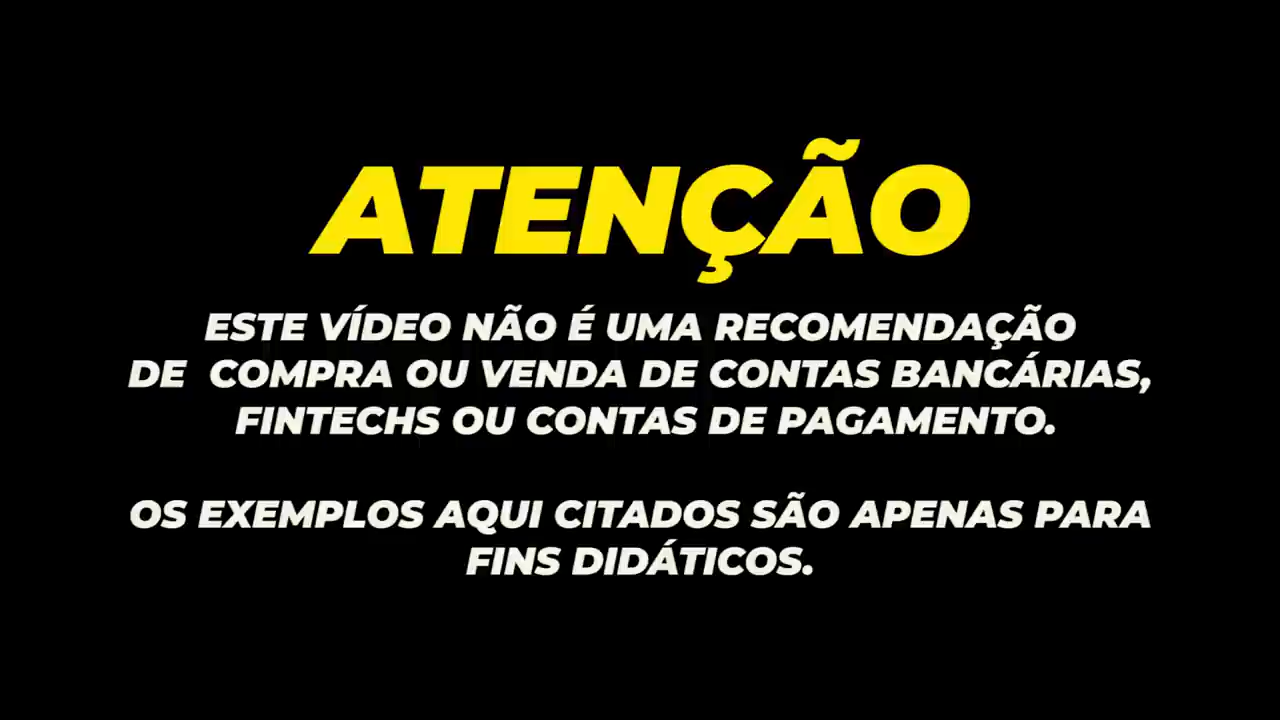 ATENÇÃO
ESTE VÍDEO NÃO É UMA RECOMENDAÇÃO
DE COMPRA OU VENDA DE CONTAS BANCÁRIAS,
FINTECHS OU CONTAS DE PAGAMENTO.
OS EXEMPLOS AQUI CITADOS SÃO APENAS PARA
FINS DIDÁTICOS.